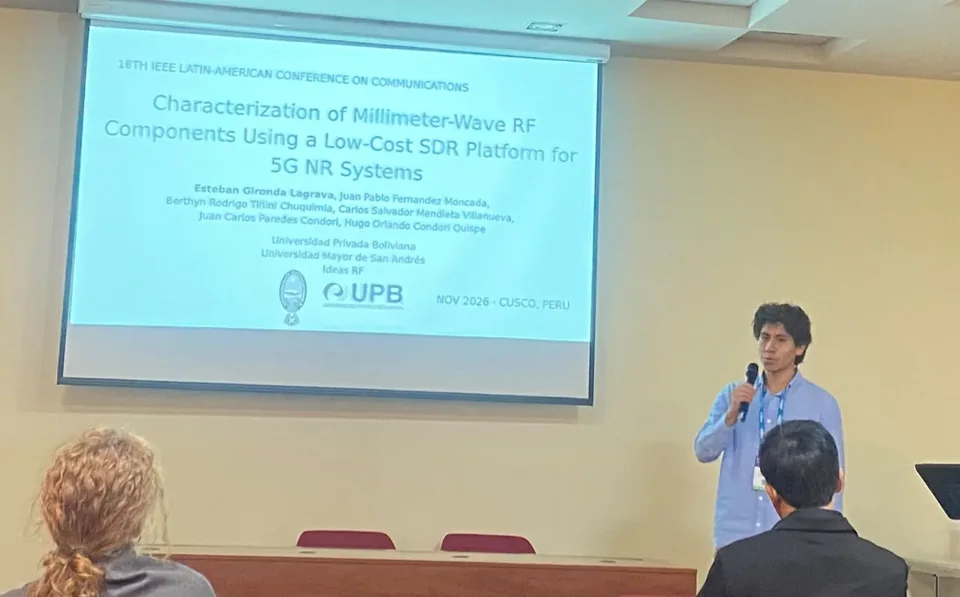 18TH IEEE LATIN-AMERICAN CONFERENCE ON COMMUNICATIONS
Characterization of Millimeter-Wave RF
Components Using a Low-Cost SDR Platform for
5G NR Systems
Esteban Gironda Lagrava, Juan Pablo Fernandez Moncada,
Berthyn Rodrigo Tiñini Chuquimia, Carlos Salvador Mendieta Villanueva,
Juan Carlos Paredes Condori, Hugo Orlando Condori Quispe
Universidad Privada Boliviana
Universidad Mayor de San Andrés
Ideas RF
UPB
NOV 2026 - CUSCO, PERU